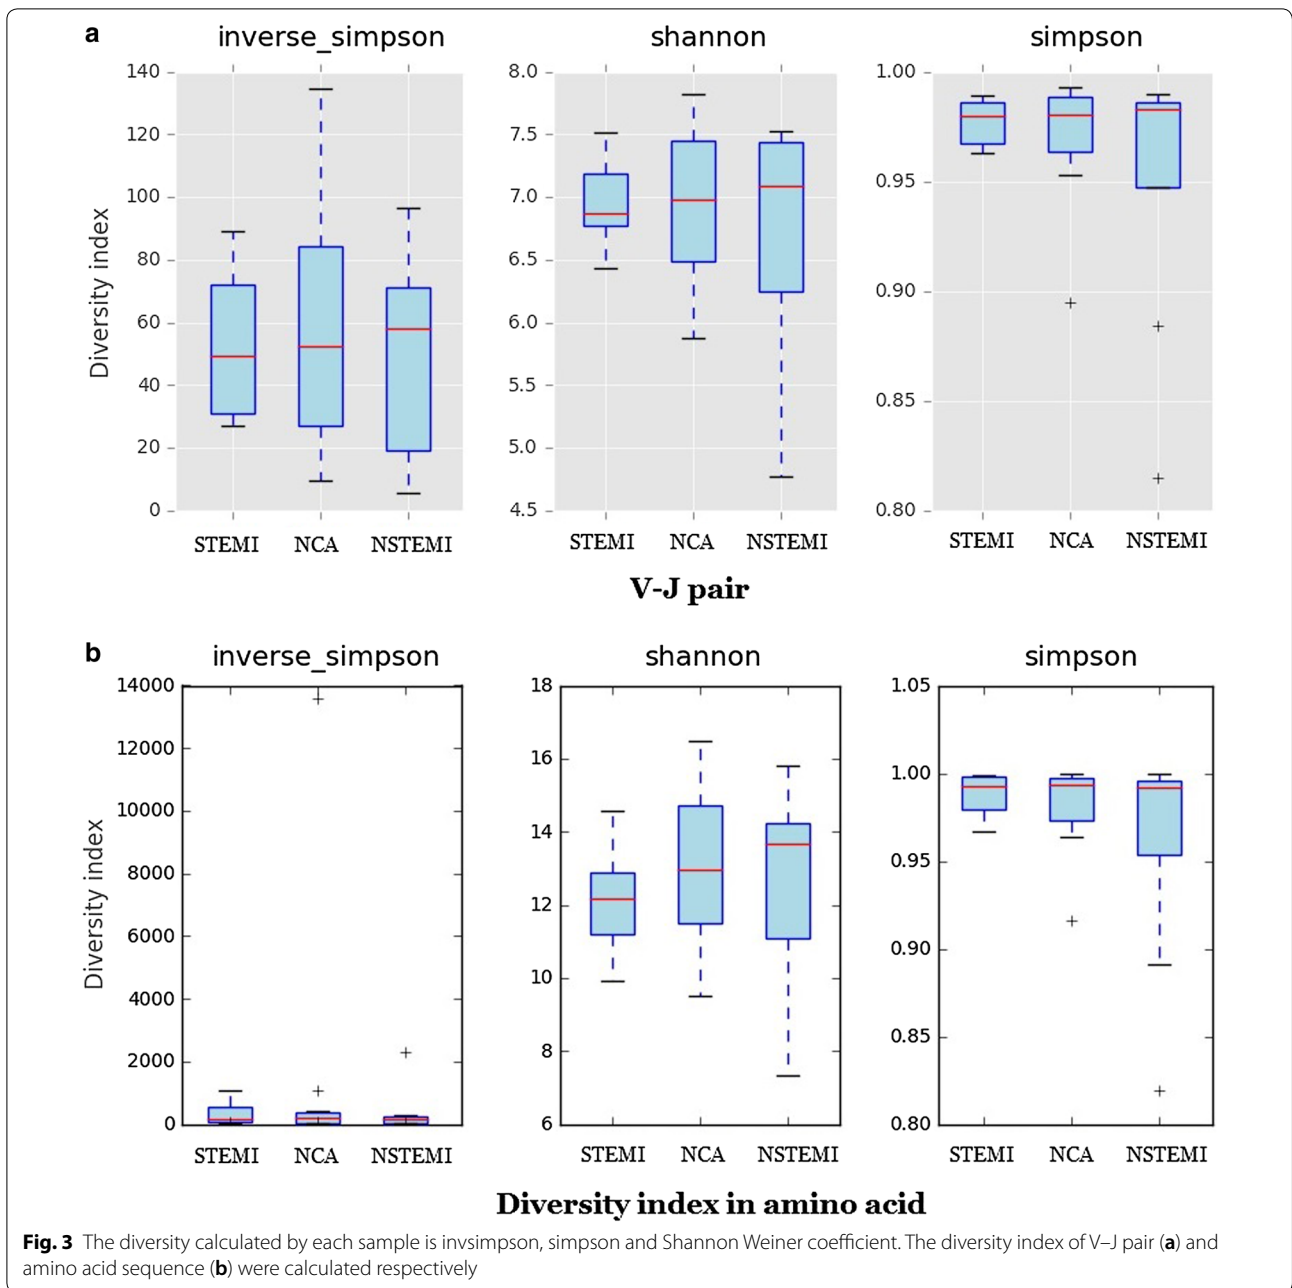 a
inverse_simpson shannon simpson
140 8.0 1.00
120 7.5
100 7.0 0.95
80 6.5
60 6.0 0.90
40 5.5 0.85
20 5.0
0 4.5 0.80
Diversity index
STEMI NCA NSTEMI STEMI NCA NSTEMI STEMI NCA NSTEMI
V-J pair
b
inverse_simpson shannon simpson
14000 18 1.05
12000 16 1.00
10000 14
8000 0.95
6000 12 0.90
4000 10
2000 8 0.85
0 6 0.80
Diversity index
STEMI NCA NSTEMI STEMI NCA NSTEMI STEMI NCA NSTEMI
Diversity index in amino acid
Fig. 3 The diversity calculated by each sample is invsimpson, simpson and Shannon Weiner coefficient. The diversity index of V–J pair (a) and
amino acid sequence (b) were calculated respectively